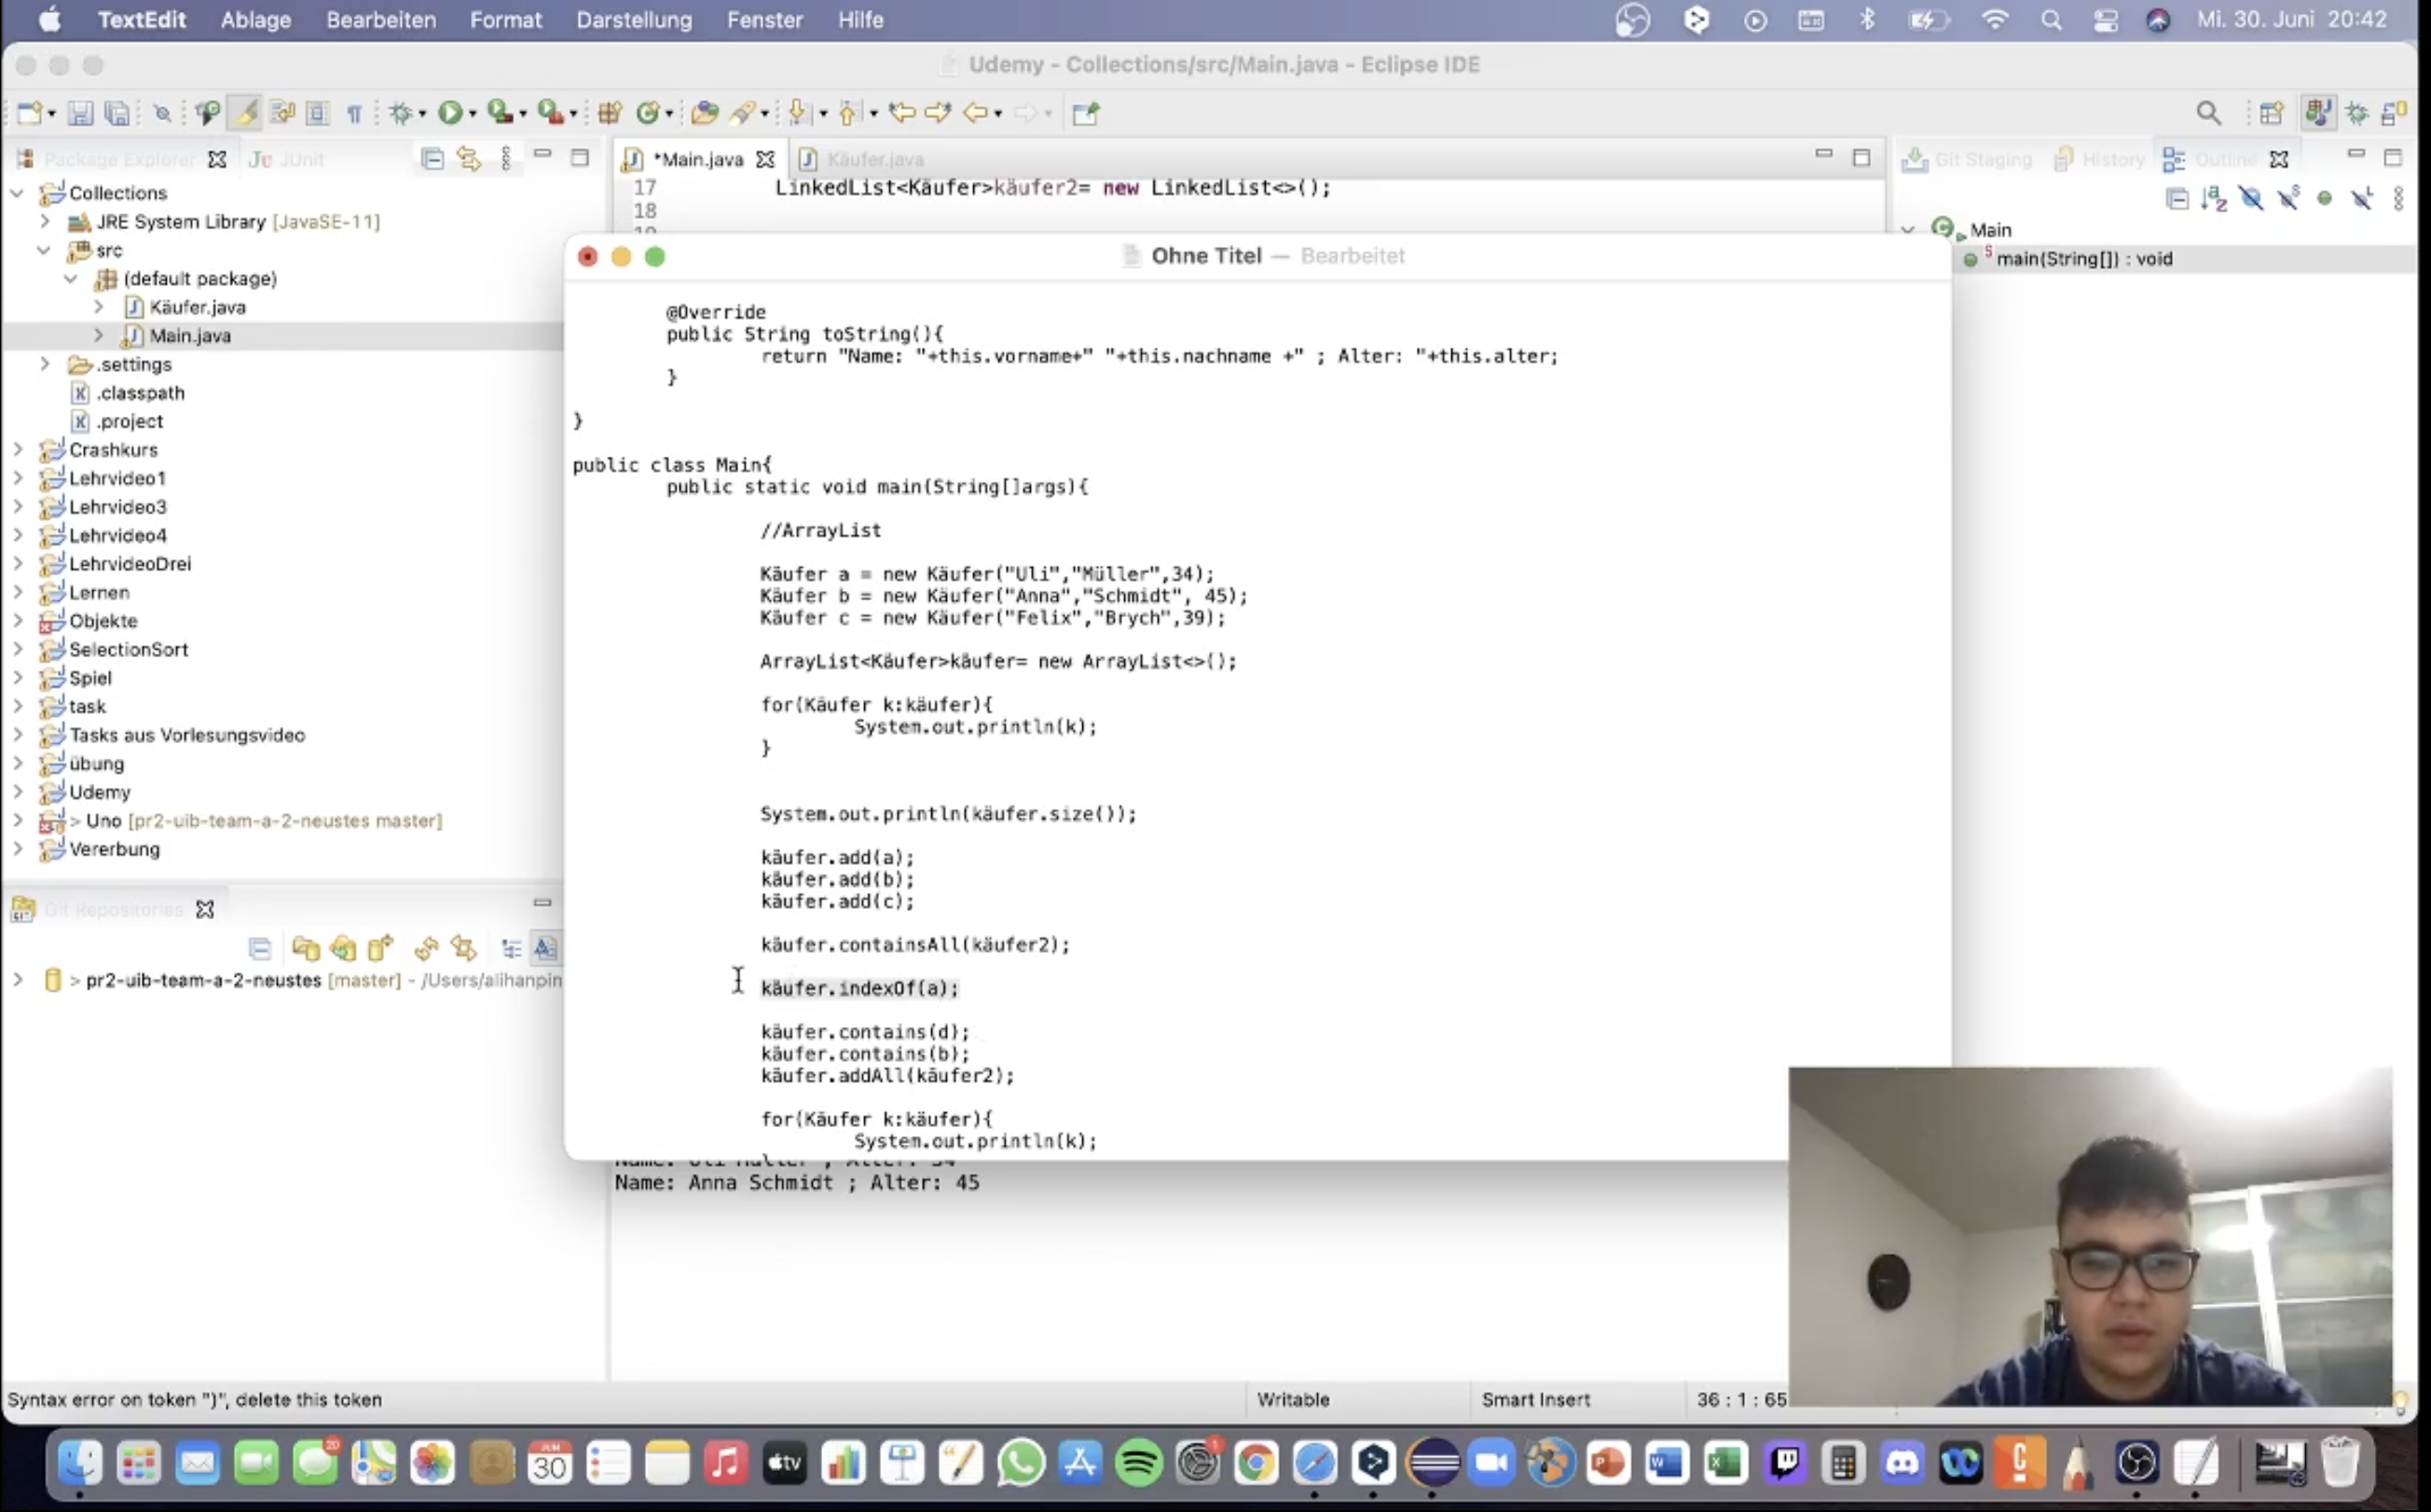 TextEdit Ablage Bearbeiten Format Darstellung Fenster Hilfe Mi. 30. Juni 20:42
Udemy - Collections/src/Main.java - Eclipse IDE
Package Explorer JUnit
Collections
JRE System Library [JavaSE-11]
src
(default package)
Käufer.java
Main.java
.settings
.classpath
.project
Crashkurs
Lehrvideo1
Lehrvideo3
Lehrvideo4
LehrvideoDrei
Lernen
Objekte
SelectionSort
Spiel
task
Tasks aus Vorlesungsvideo
übung
Udemy
> Uno [pr2-uib-team-a-2-neustes master]
Vererbung
Git Repositories
> pr2-uib-team-a-2-neustes [master] - /Users/alihanpin
*Main.java Käufer.java
17 LinkedList<Käufer>käufer2= new LinkedList<>();
18
Git Staging History Outline
Main
main(String[]) : void
Ohne Titel — Bearbeitet
@Override
public String toString(){
return "Name: "+this.vorname+" "+this.nachname +" ; Alter: "+this.alter;
}
}
public class Main{
public static void main(String[]args){
//ArrayList
Käufer a = new Käufer("Uli","Müller",34);
Käufer b = new Käufer("Anna","Schmidt", 45);
Käufer c = new Käufer("Felix","Brych",39);
ArrayList<Käufer>käufer= new ArrayList<>();
for(Käufer k:käufer){
System.out.println(k);
}
System.out.println(käufer.size());
käufer.add(a);
käufer.add(b);
käufer.add(c);
käufer.containsAll(käufer2);
käufer.indexOf(a);
käufer.contains(d);
käufer.contains(b);
käufer.addAll(käufer2);
for(Käufer k:käufer){
System.out.println(k);
Name: Anna Schmidt ; Alter: 45
Syntax error on token ")", delete this token Writable Smart Insert 36 : 1 : 65
20 JUN 30 tv 1